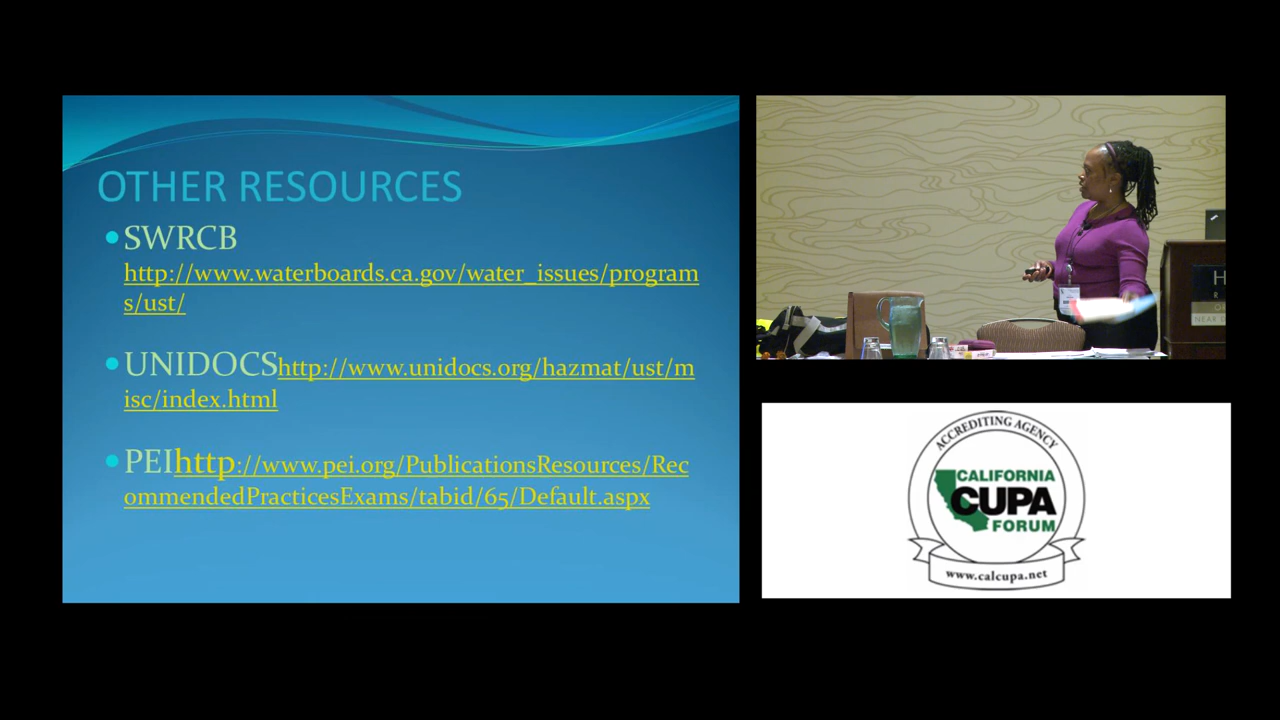 OTHER RESOURCES
•SWRCB
http://www.waterboards.ca.gov/water_issues/program
s/ust/
•UNIDOCShttp://www.unidocs.org/hazmat/ust/m
isc/index.html
•PEIhttp://www.pei.org/PublicationsResources/Rec
ommendedPracticesExams/tabid/65/Default.aspx
ACCREDITING AGENCY
CALIFORNIA
CUPA
FORUM
www.calcupa.net